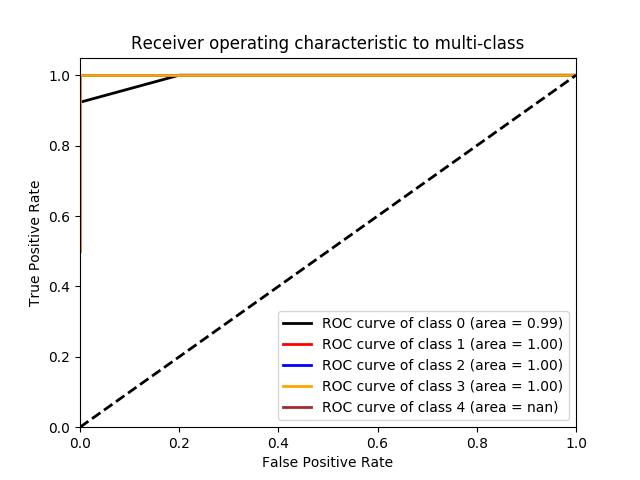 Receiver operating characteristic to multi-class
1.0
0.8
0.6
0.4
0.2
0.0
True Positive Rate
ROC curve of class 0 (area = 0.99)
ROC curve of class 1 (area = 1.00)
ROC curve of class 2 (area = 1.00)
ROC curve of class 3 (area = 1.00)
ROC curve of class 4 (area = nan)
0.0 0.2 0.4 0.6 0.8 1.0
False Positive Rate